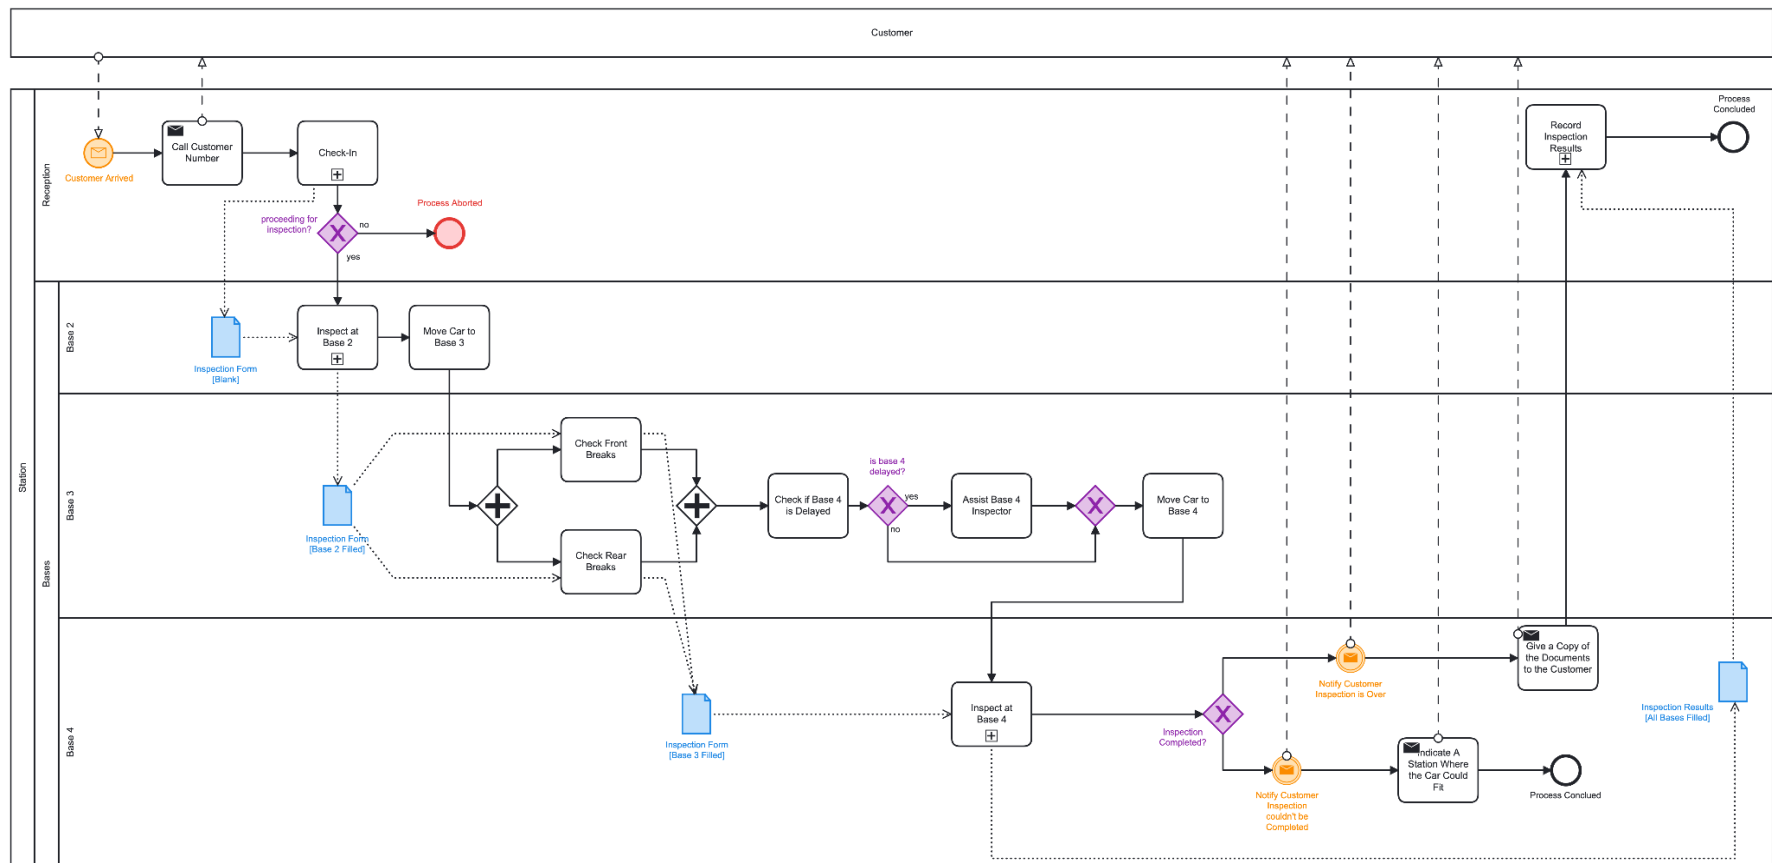 Customer
Station
Reception
Customer Arrived
Call Customer
Number
Check-In
proceeding for
inspection?
no
yes
Process Aborted
Record
Inspection
Results
Process
Concluded
Bases
Base 2
Inspection Form
[Blank]
Inspect at
Base 2
Move Car to
Base 3
Base 3
Inspection Form
[Base 2 Filled]
Check Front
Breaks
Check Rear
Breaks
Check if Base 4
is Delayed
is base 4
delayed?
yes
no
Assist Base 4
Inspector
Move Car to
Base 4
Base 4
Inspection Form
[Base 3 Filled]
Inspect at
Base 4
Inspection
Completed?
Notify Customer
Inspection is Over
Give a Copy of
the Documents
to the Customer
Notify Customer
Inspection
couldn't be
Completed
Indicate A
Station Where
the Car Could
Fit
Process Conclued
Inspection Results
[All Bases Filled]